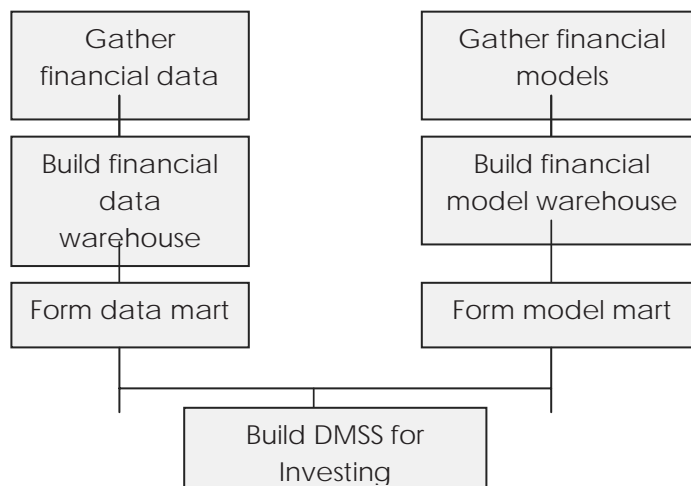 Gather
financial data
Gather financial
models
Build financial
data
warehouse
Build financial
model warehouse
Form data mart
Form model mart
Build DMSS for
Investing